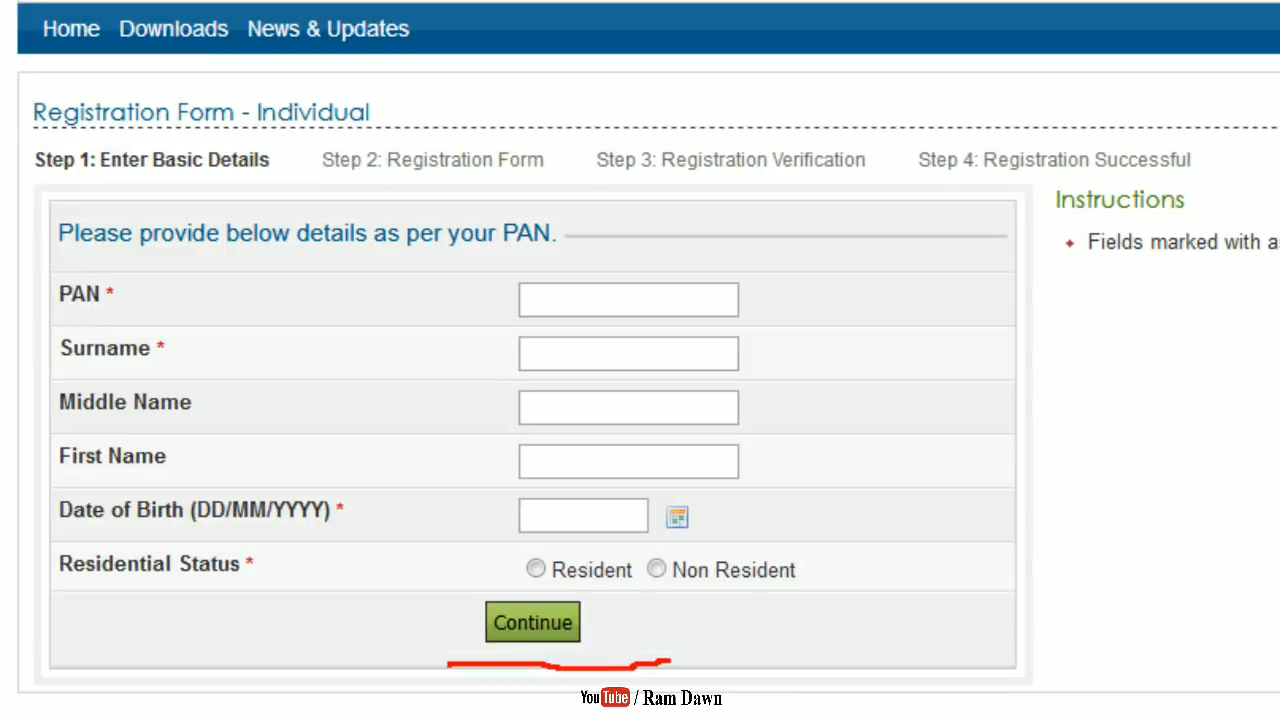 Home Downloads News & Updates
Registration Form - Individual
Step 1: Enter Basic Details Step 2: Registration Form Step 3: Registration Verification Step 4: Registration Successful
Please provide below details as per your PAN.
PAN *
Surname *
Middle Name
First Name
Date of Birth (DD/MM/YYYY) *
Residential Status * Resident Non Resident
Continue
Instructions
Fields marked with
YouTube / Ram Dawn